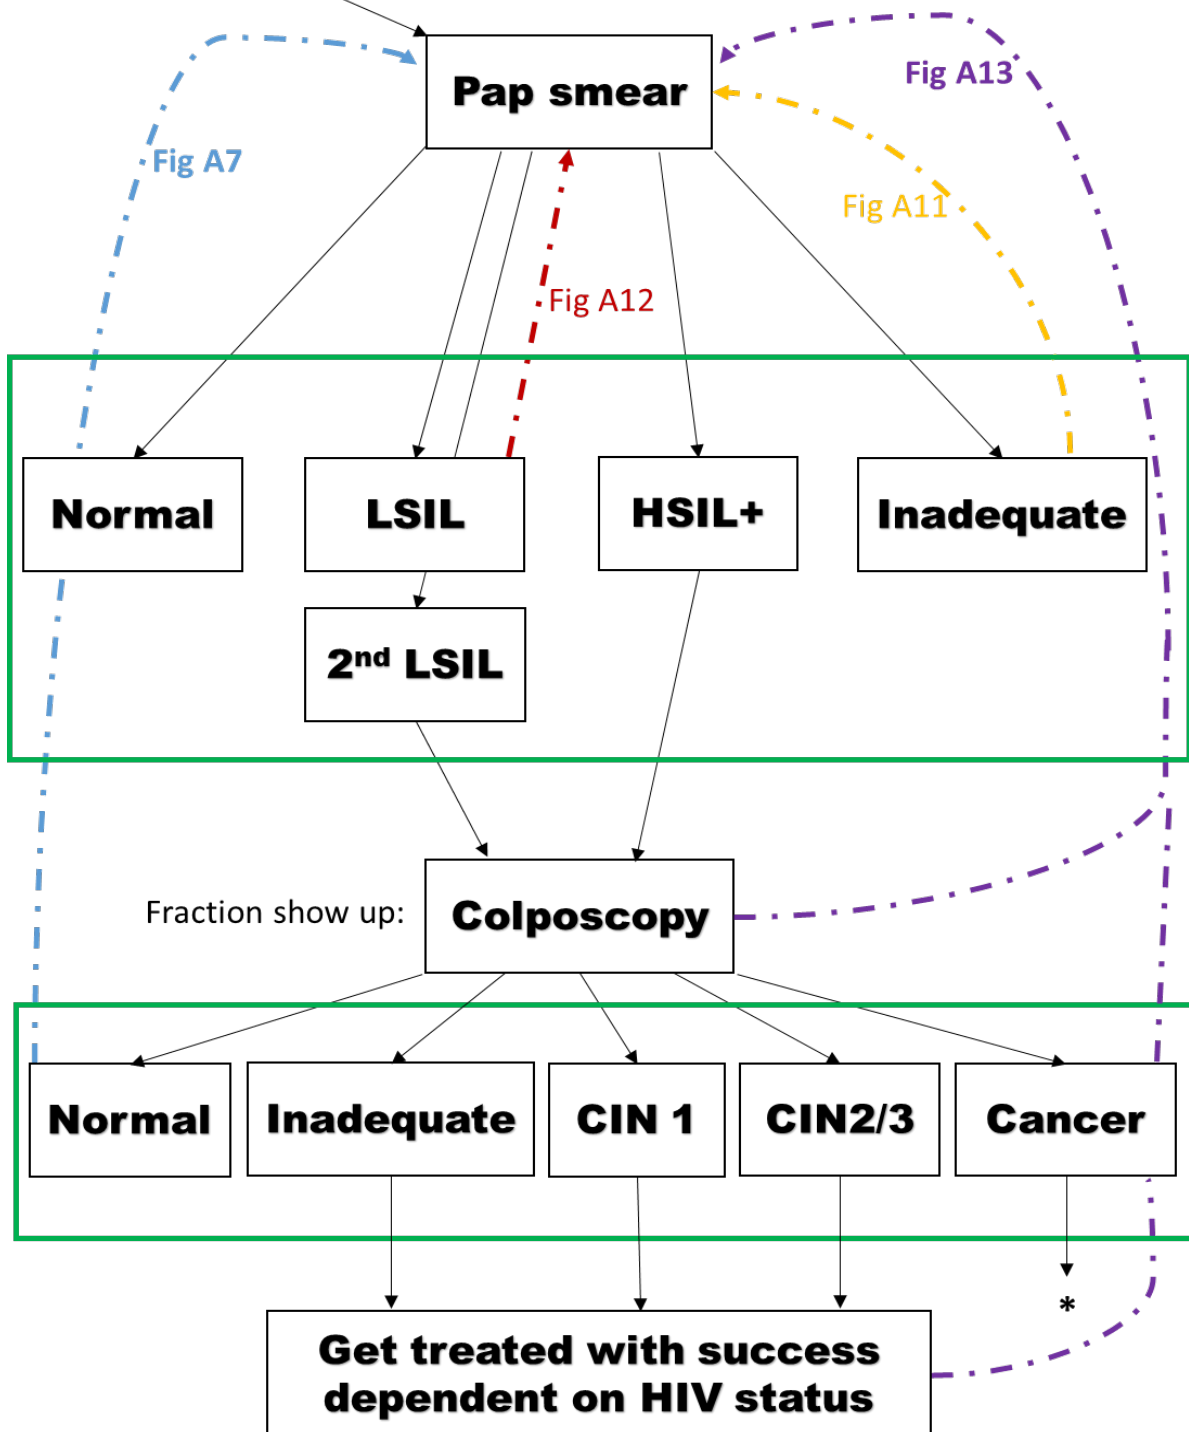 Pap smear
Fig A13
Fig A7
Fig A11
Fig A12
Normal
LSIL
HSIL+
Inadequate
2nd LSIL
Fraction show up:
Colposcopy
Normal
Inadequate
CIN 1
CIN2/3
Cancer
*
Get treated with success
dependent on HIV status